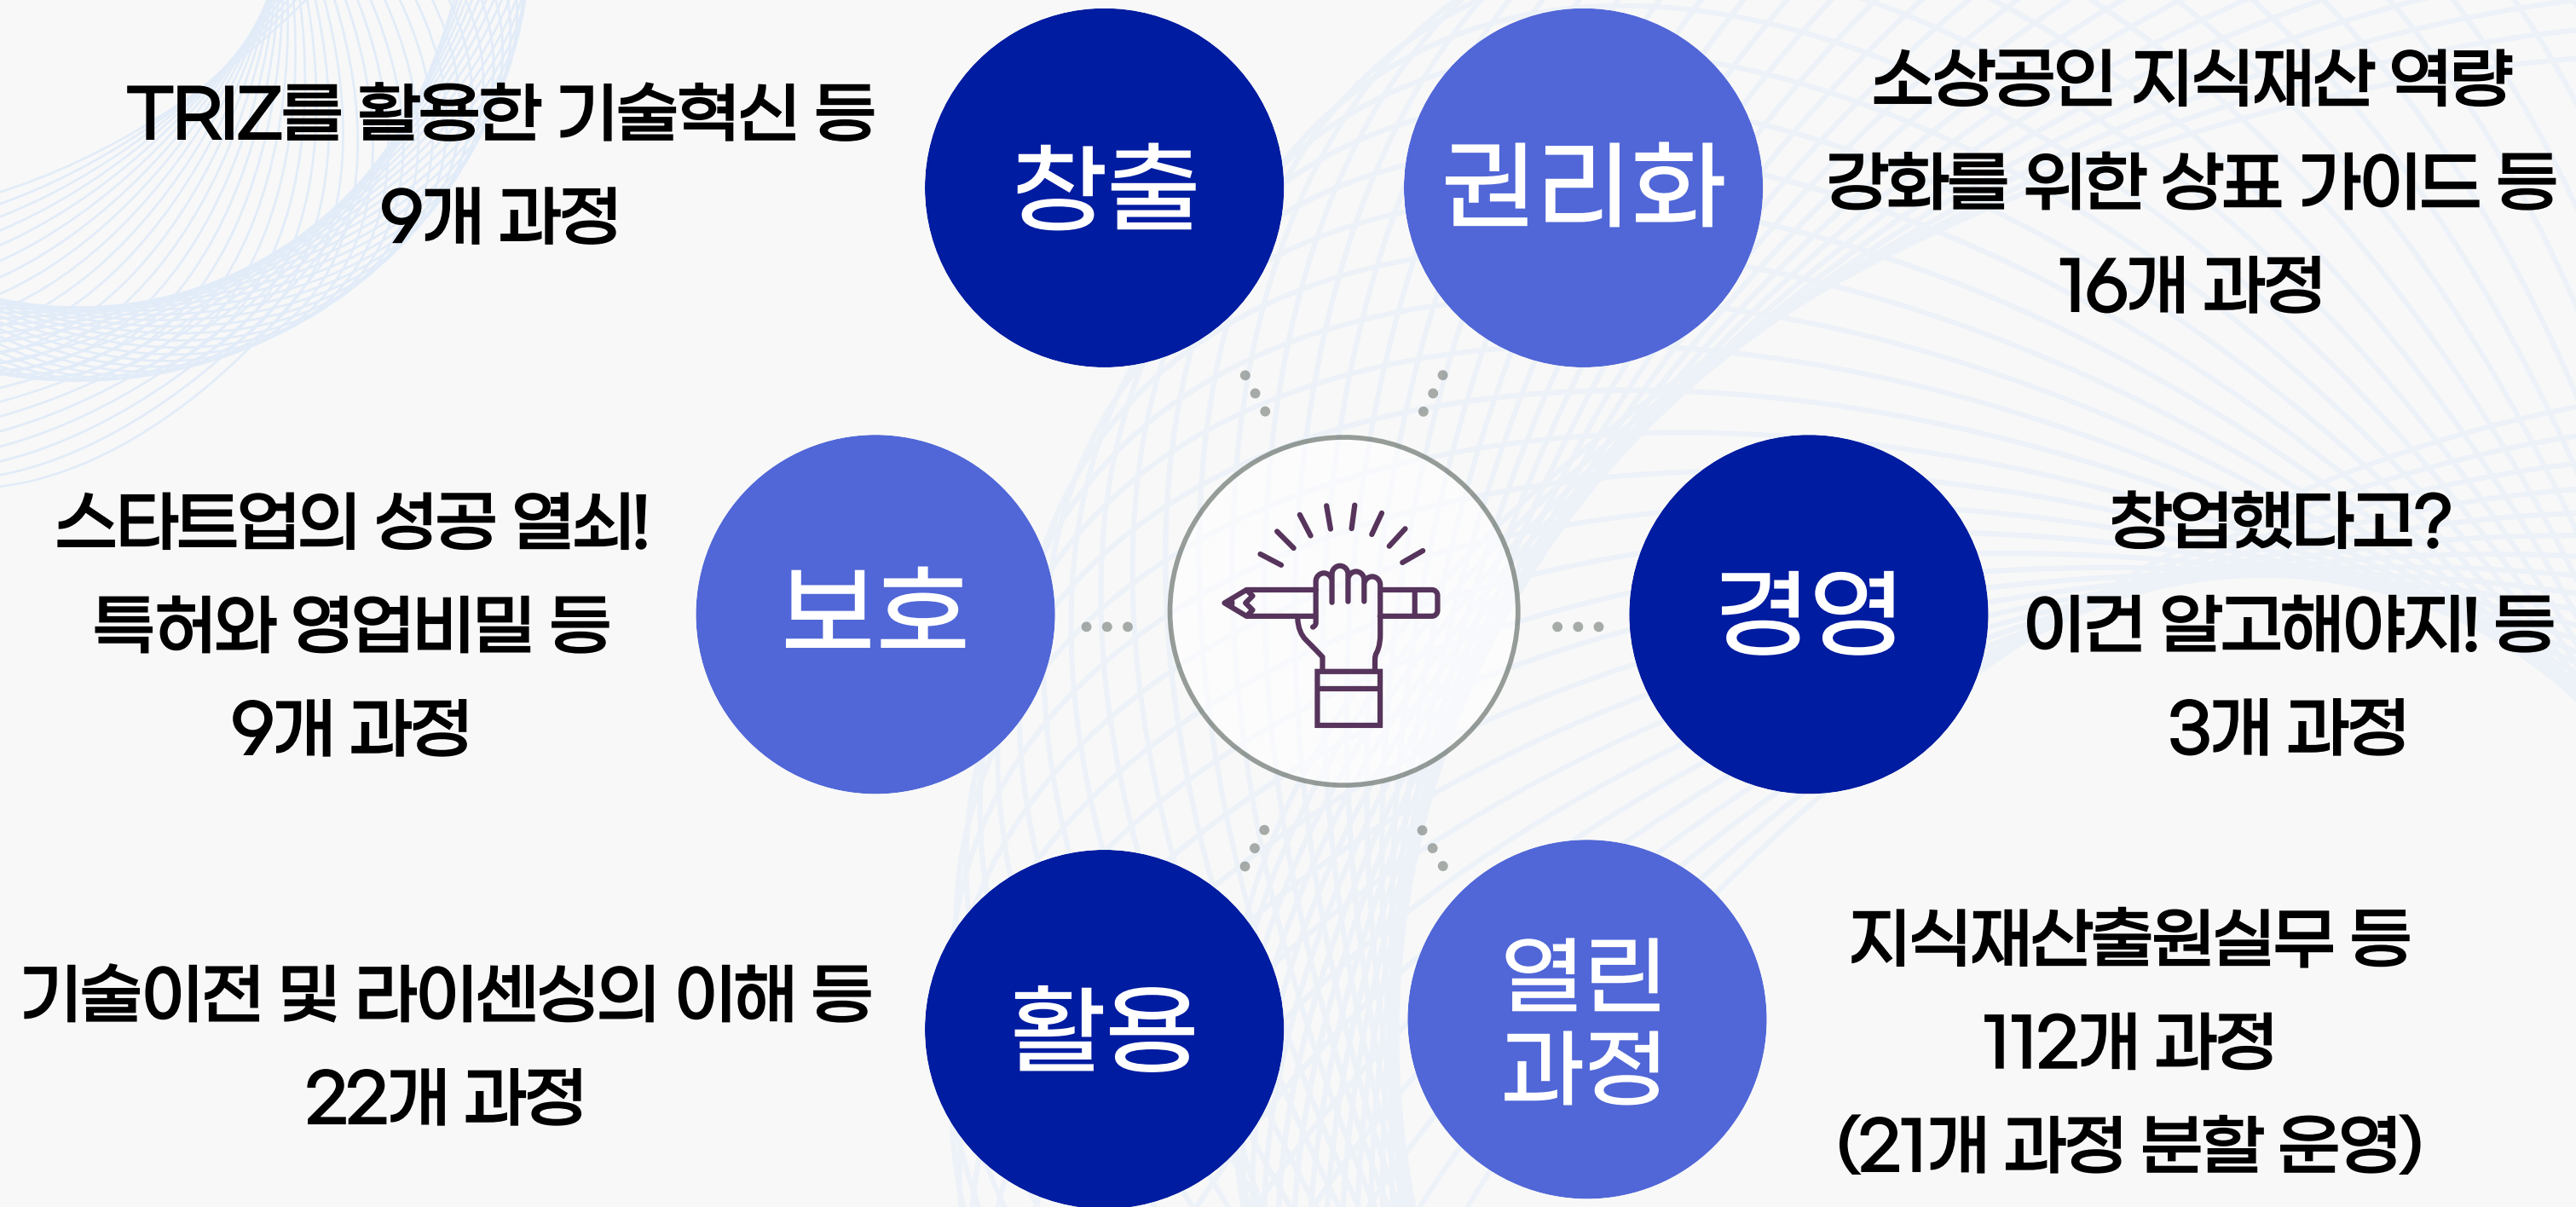 TRIZ를 활용한 기술혁신 등
9개 과정
창출
권리화
소상공인 지식재산 역량
강화를 위한 상표 가이드 등
16개 과정
스타트업의 성공 열쇠!
특허와 영업비밀 등
9개 과정
보호
경영
창업했다고?
이건 알고해야지! 등
3개 과정
기술이전 및 라이센싱의 이해 등
22개 과정
활용
열린
과정
지식재산출원실무 등
112개 과정
(21개 과정 분할 운영)